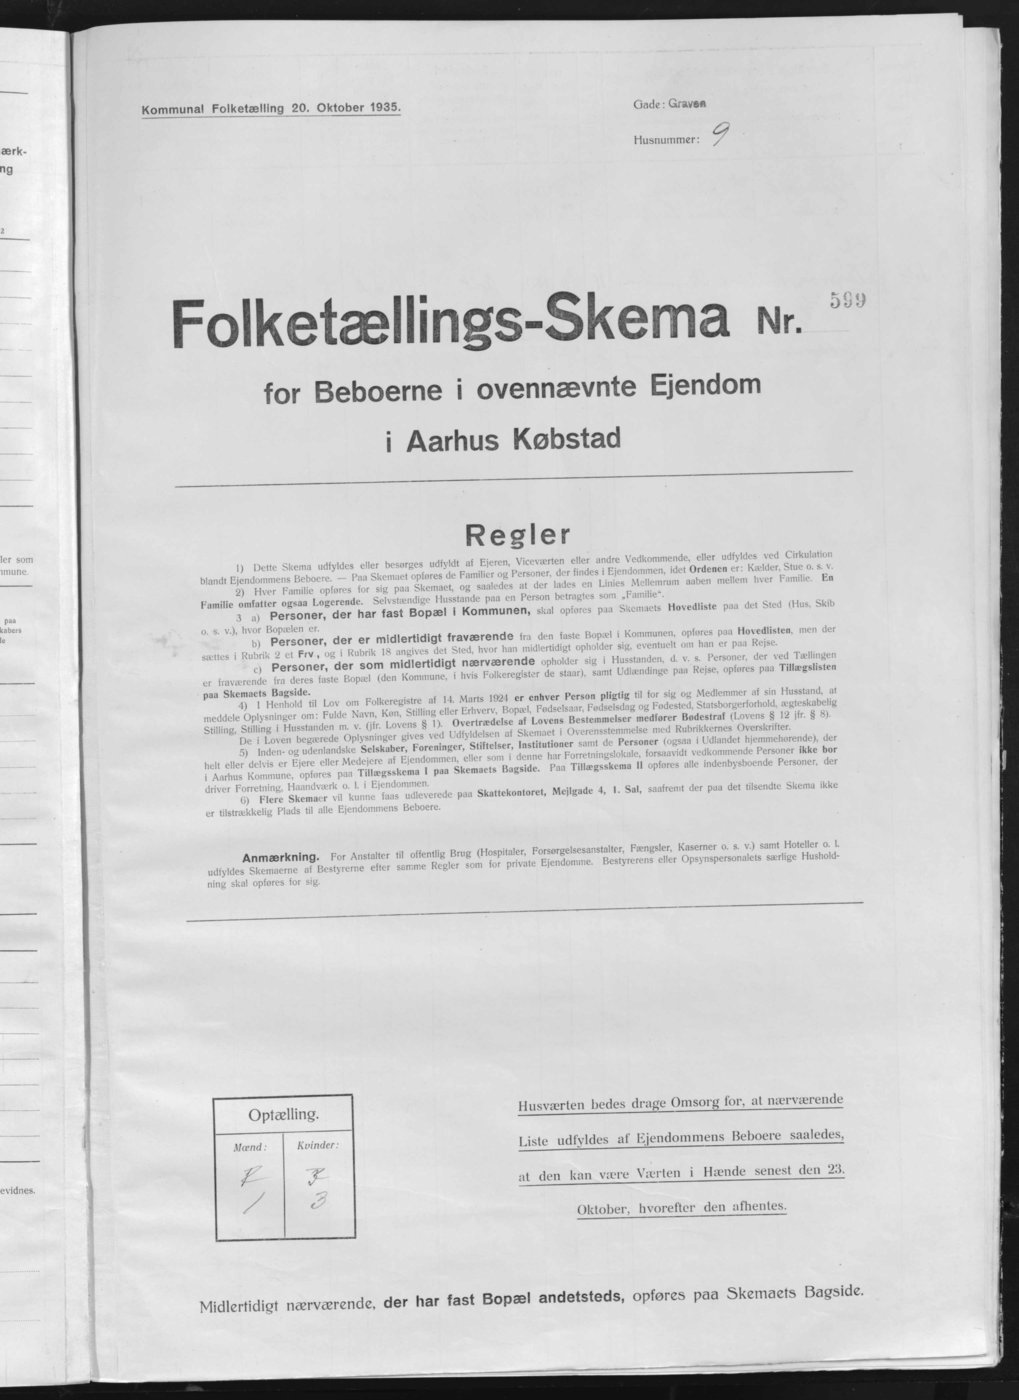 Kommunal Folketælling 20. Oktober 1935.
Gade: Graven
Husnummer: 9
Folketællings-Skema Nr. 599
for Beboerne i ovennævnte Ejendom
i Aarhus Købstad
Regler
1) Dette Skema udfyldes eller besørges udfyldt af Ejeren, Viceværten eller andre Vedkommende, eller udfyldes ved Cirkulation
blandt Ejendommens Beboere. — Paa Skemaet opføres de Familier og Personer, der findes i Ejendommen, idet Ordenen er: Kælder, Stue o. s. v.
2) Hver Familie opføres for sig paa Skemaet, og saaledes at der lades en Linies Mellemrum aaben mellem hver Familie. En
Familie omfatter ogsaa Logerende. Selvstændige Husstande paa en Person betragtes som „Familie“.
3 a) Personer, der har fast Bopæl i Kommunen, skal opføres paa Skemaets Hovedliste paa det Sted (Hus, Skib
o. s. v.), hvor Bopælen er.
b) Personer, der er midlertidigt fraværende fra den faste Bopæl i Kommunen, opføres paa Hovedlisten, men der
sættes i Rubrik 2 et Frv, og i Rubrik 18 angives det Sted, hvor han midlertidigt opholder sig, eventuelt om han er paa Rejse.
c) Personer, der som midlertidigt nærværende opholder sig i Husstanden, d. v. s. Personer, der ved Tællingen
er fraværende fra deres faste Bopæl (den Kommune, i hvis Folkeregister de staar), samt Udlændinge paa Rejse, opføres paa Tillægslisten
paa Skemaets Bagside.
4) I Henhold til Lov om Folkeregistre af 14. Marts 1924 er enhver Person pligtig til for sig og Medlemmer af sin Husstand, at
meddele Oplysninger om: Fulde Navn, Køn, Stilling eller Erhverv, Bopæl, Fødselsaar, Fødselsdag og Fødested, Statsborgerforhold, ægteskabelig
Stilling, Stilling i Husstanden m. v. (jfr. Lovens § 1). Overtrædelse af Lovens Bestemmelser medfører Bødestraf (Lovens § 12 jfr. § 8).
De i Loven begærede Oplysninger gives ved Udfyldelsen af Skemaet i Overensstemmelse med Rubrikkernes Overskrifter.
5) Inden- og udenlandske Selskaber, Foreninger, Stiftelser, Institutioner samt de Personer (ogsaa i Udlandet hjemmehørende), der
helt eller delvis er Ejere eller Medejere af Ejendommen, eller som i denne har Forretningslokale, forsaavidt vedkommende Personer ikke bor
i Aarhus Kommune, opføres paa Tillægsskema I paa Skemaets Bagside. Paa Tillægsskema II opføres alle indenbysboende Personer, der
driver Forretning, Haandværk o. l. i Ejendommen.
6) Flere Skemaer vil kunne faas udleverede paa Skattekontoret, Mejlgade 4, 1. Sal, saafremt der paa det tilsendte Skema ikke
er tilstrækkelig Plads til alle Ejendommens Beboere.
Anmærkning. For Anstalter til offentlig Brug (Hospitaler, Forsørgelsesanstalter, Fængsler, Kaserner o. s. v.) samt Hoteller o. l.
udfyldes Skemaerne af Bestyrerne efter samme Regler som for private Ejendomme. Bestyrerens eller Opsynspersonalets særlige Hushold-
ning skal opføres for sig.
Optælling.
Mænd: Kvinder:
1 3
Husværten bedes drage Omsorg for, at nærværende
Liste udfyldes af Ejendommens Beboere saaledes,
at den kan være Værten i Hænde senest den 23.
Oktober, hvorefter den afhentes.
Midlertidigt nærværende, der har fast Bopæl andetsteds, opføres paa Skemaets Bagside.